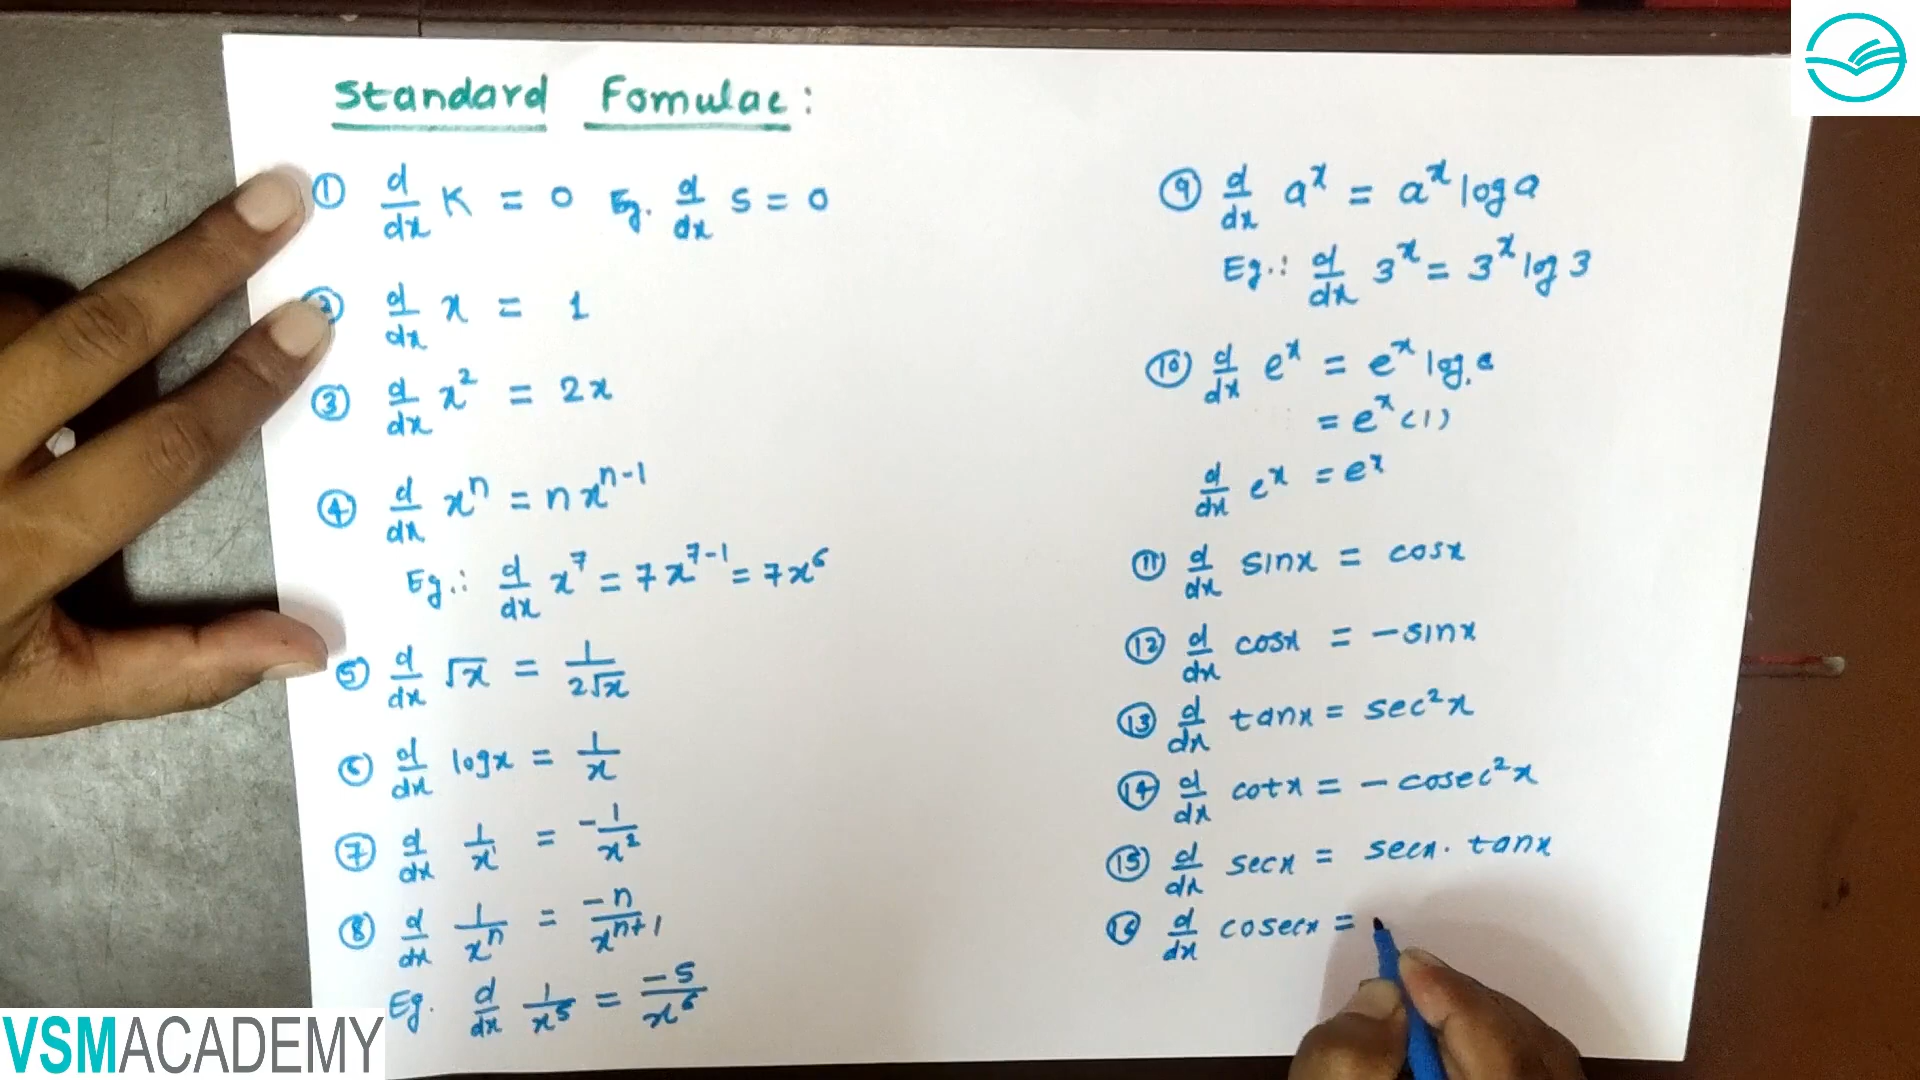 Standard Fomulae:
① d/dx K = 0 Eg. d/dx 5 = 0
② d/dx x = 1
③ d/dx x² = 2x
④ d/dx xⁿ = n xⁿ⁻¹
Eg.: d/dx x⁷ = 7x⁷⁻¹ = 7x⁶
⑤ d/dx √x = 1/2√x
⑥ d/dx logx = 1/x
⑦ d/dx 1/x = -1/x²
⑧ d/dx 1/xⁿ = -n/xⁿ⁺¹
Eg. d/dx 1/x⁵ = -5/x⁶
⑨ d/dx aˣ = aˣ log a
Eg.: d/dx 3ˣ = 3ˣ log 3
⑩ d/dx eˣ = eˣ logₑ e
= eˣ (1)
d/dx eˣ = eˣ
⑪ d/dx sinx = cosx
⑫ d/dx cosx = -sinx
⑬ d/dx tanx = sec²x
⑭ d/dx cotx = -cosec²x
⑮ d/dx secx = secx. tanx
⑯ d/dx cosecx =
VSMACADEMY